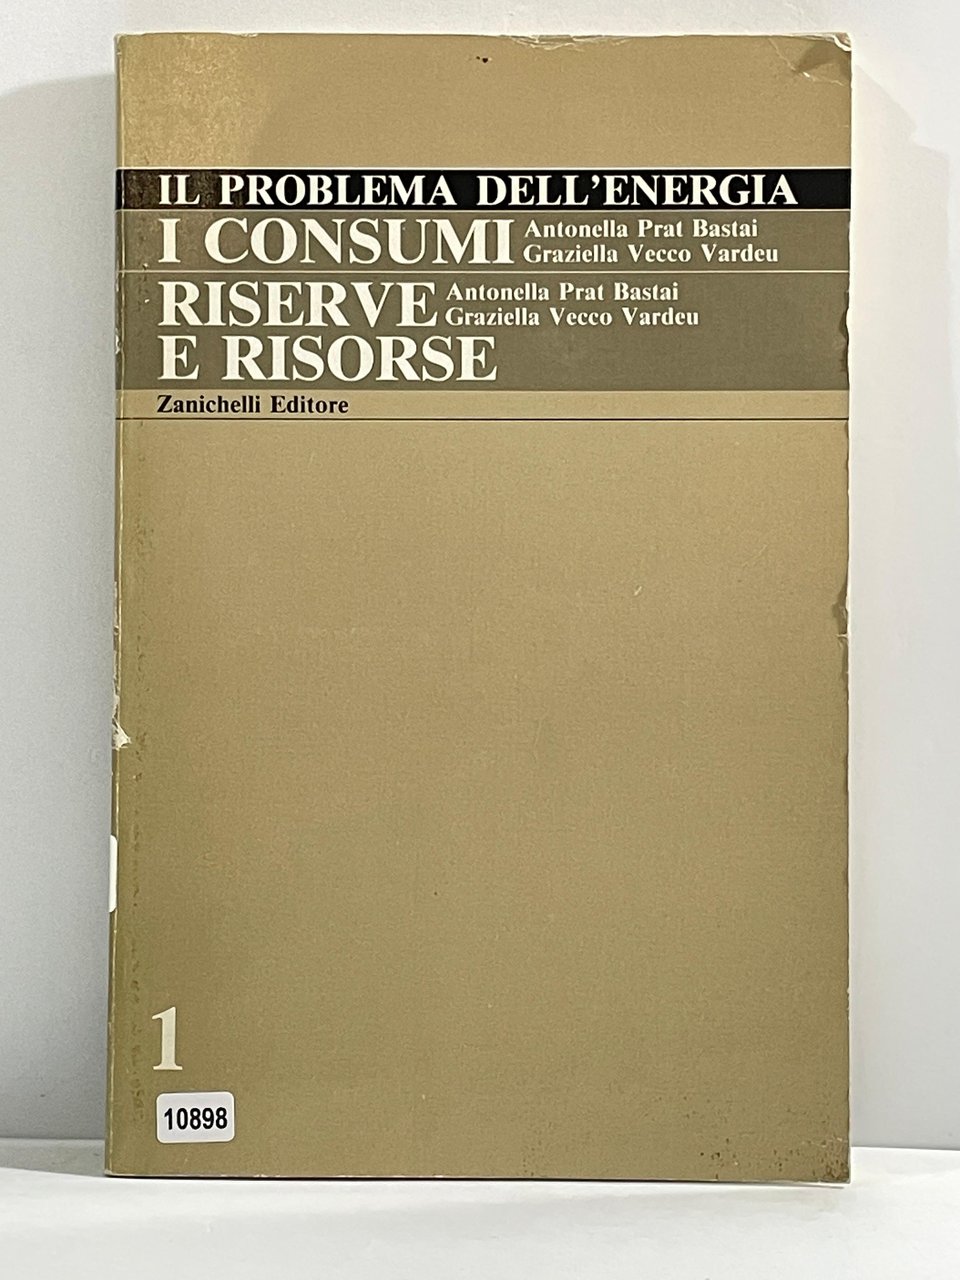 IL PROBLEMA DELL'ENERGIA
I CONSUMI
Antonella Prat Bastai
Graziella Vecco Vardeu
RISERVE
E RISORSE
Antonella Prat Bastai
Graziella Vecco Vardeu
Zanichelli Editore
1
10898